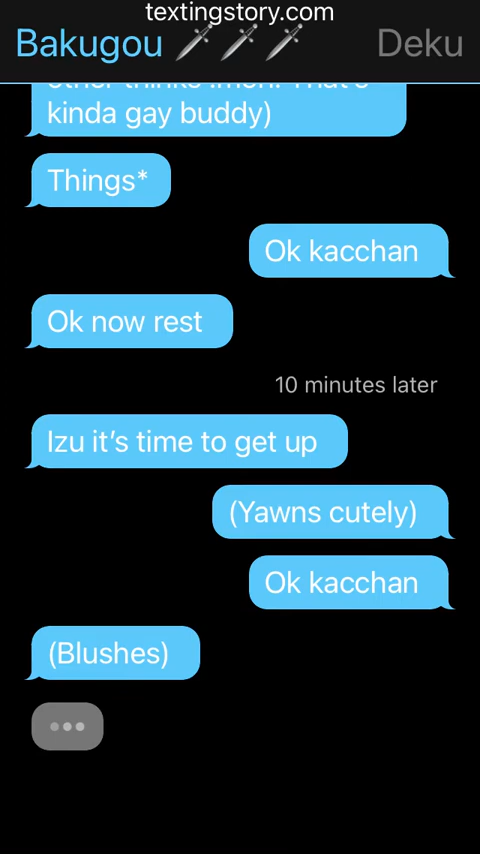 textingstory.com
Bakugou 🗡️🗡️🗡️ Deku
kinda gay buddy)
Things*
Ok kacchan
Ok now rest
10 minutes later
Izu it’s time to get up
(Yawns cutely)
Ok kacchan
(Blushes)